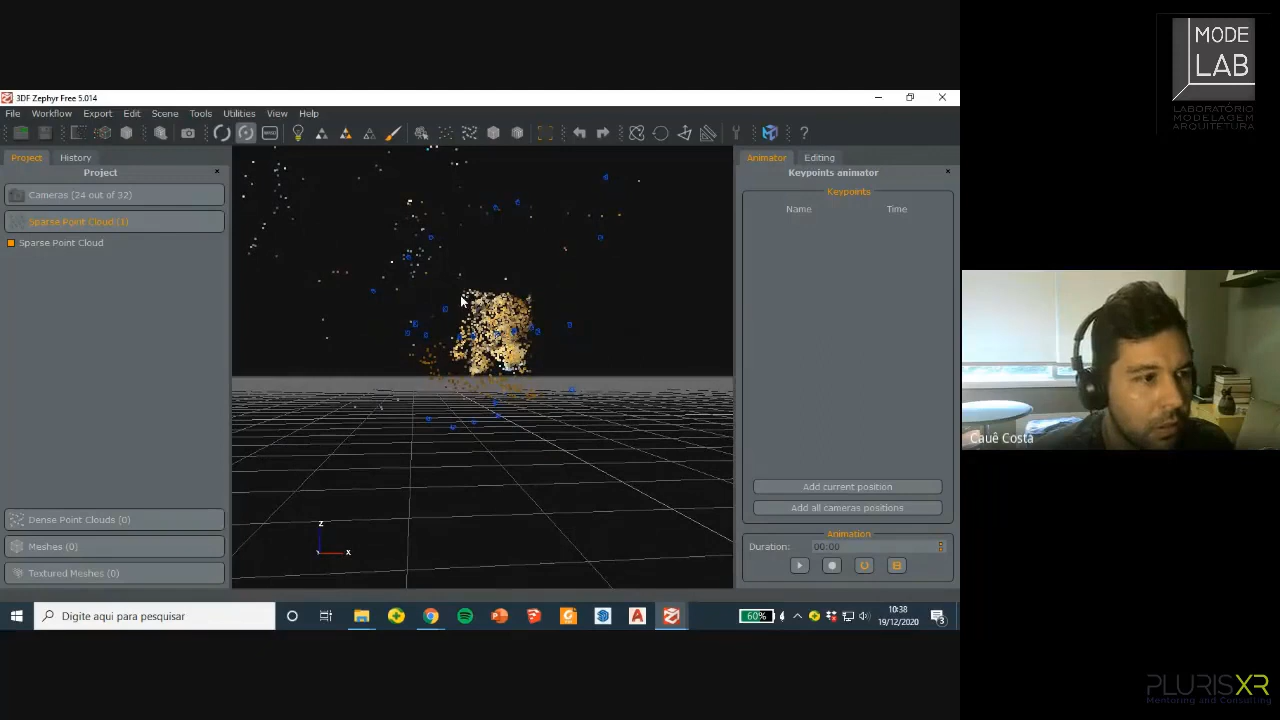 3DF Zephyr Free 5.014
File Workflow Export Edit Scene Tools Utilities View Help
Project History
Project
Cameras (24 out of 32)
Sparse Point Cloud (1)
Sparse Point Cloud
Dense Point Clouds (0)
Meshes (0)
Textured Meshes (0)
z
x
Animator Editing
Keypoints animator
Keypoints
Name Time
Add current position
Add all cameras positions
Animation
Duration: 00:00
Digite aqui para pesquisar
60%
10:38
19/12/2020
3
MODE
LAB
LABORATÓRIO
MODELAGEM
ARQUITETURA
Cauê Costa
PLURISXR
Mentoring and Consulting